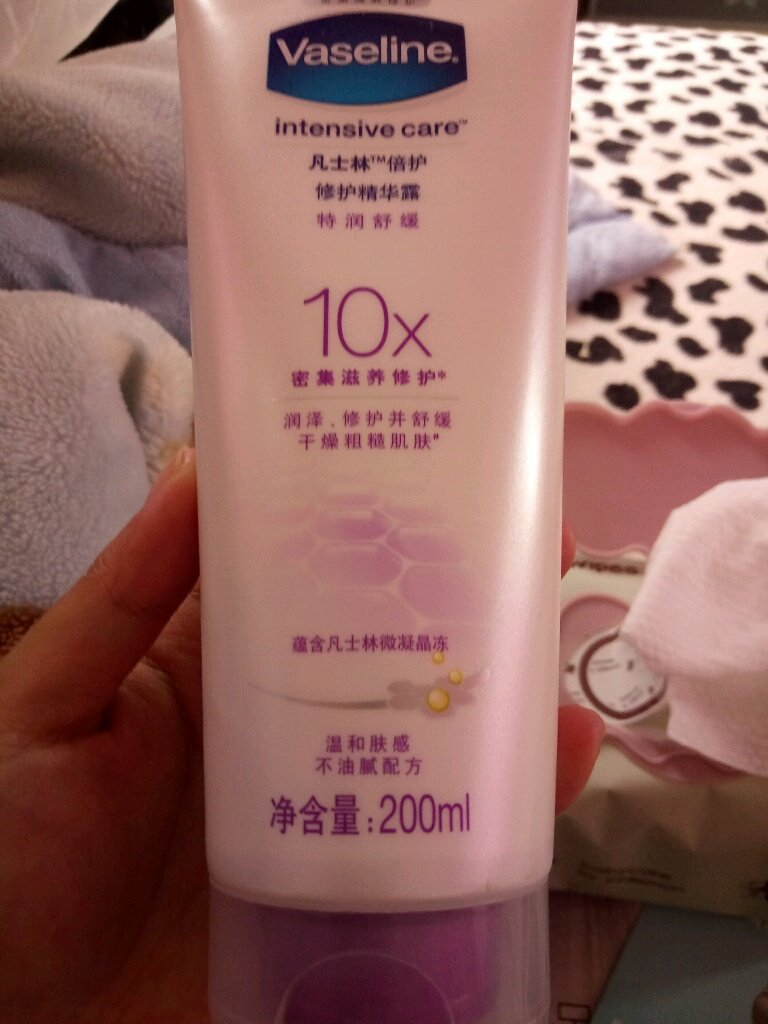 Vaseline.
intensive care™
凡士林™倍护
修护精华露
特润舒缓
10x
密集滋养修护*
润泽、修护并舒缓
干燥粗糙肌肤"
蕴含凡士林微凝晶冻
温和肤感
不油腻配方
净含量:200ml
wipes